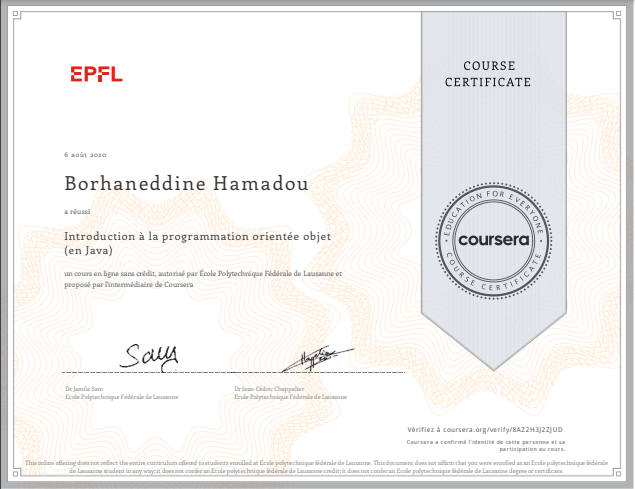 EPFL
COURSE
CERTIFICATE
6 août 2020
Borhaneddine Hamadou
a réussi
Introduction à la programmation orientée objet
(en Java)
un cours en ligne sans crédit, autorisé par École Polytechnique Fédérale de Lausanne et
proposé par l'intermédiaire de Coursera
EDUCATION FOR EVERYONE
coursera
COURSE CERTIFICATE
Dr Jamila Sam
École Polytechnique Fédérale de Lausanne
Dr Jean-Cédric Chappelier
École Polytechnique Fédérale de Lausanne
Vérifiez à coursera.org/verify/8AZ2H3J2ZJUD
Coursera a confirmé l'identité de cette personne et sa
participation au cours.
This online offering does not reflect the entire curriculum offered to students enrolled at École polytechnique fédérale de Lausanne. This document does not affirm that you were enrolled as an École polytechnique fédérale
de Lausanne student in any way; it does not confer an École polytechnique fédérale de Lausanne credit; it does not confer an École polytechnique fédérale de Lausanne degree or certificate.